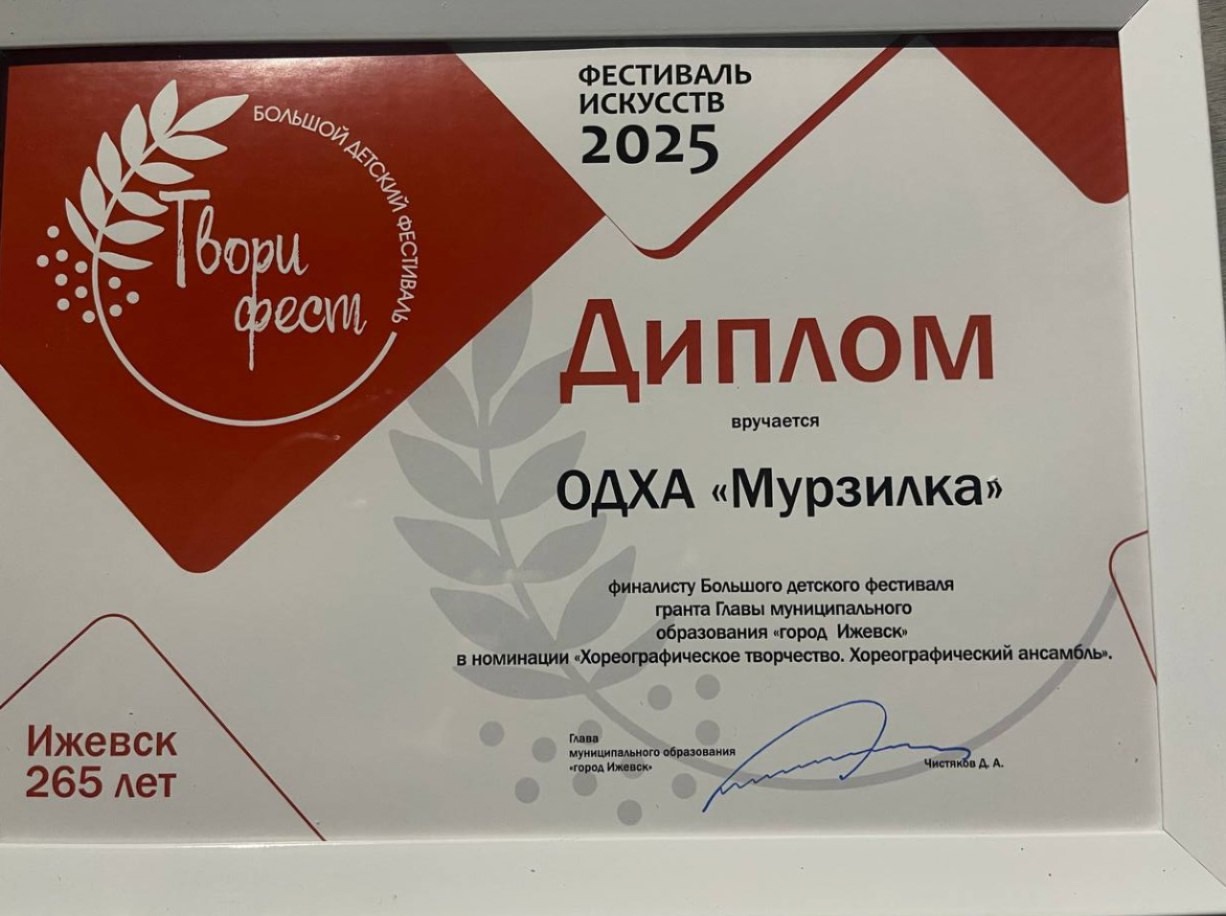 БОЛЬШОЙ ДЕТСКИЙ ФЕСТИВАЛЬ
Твори
фест
ФЕСТИВАЛЬ
ИСКУССТВ
2025
Диплом
вручается
ОДХА «Мурзилка»
финалисту Большого детского фестиваля
гранта Главы муниципального
образования «город Ижевск»
в номинации «Хореографическое творчество. Хореографический ансамбль».
Ижевск
265 лет
Глава
муниципального образования
«город Ижевск»
Чистяков Д. А.